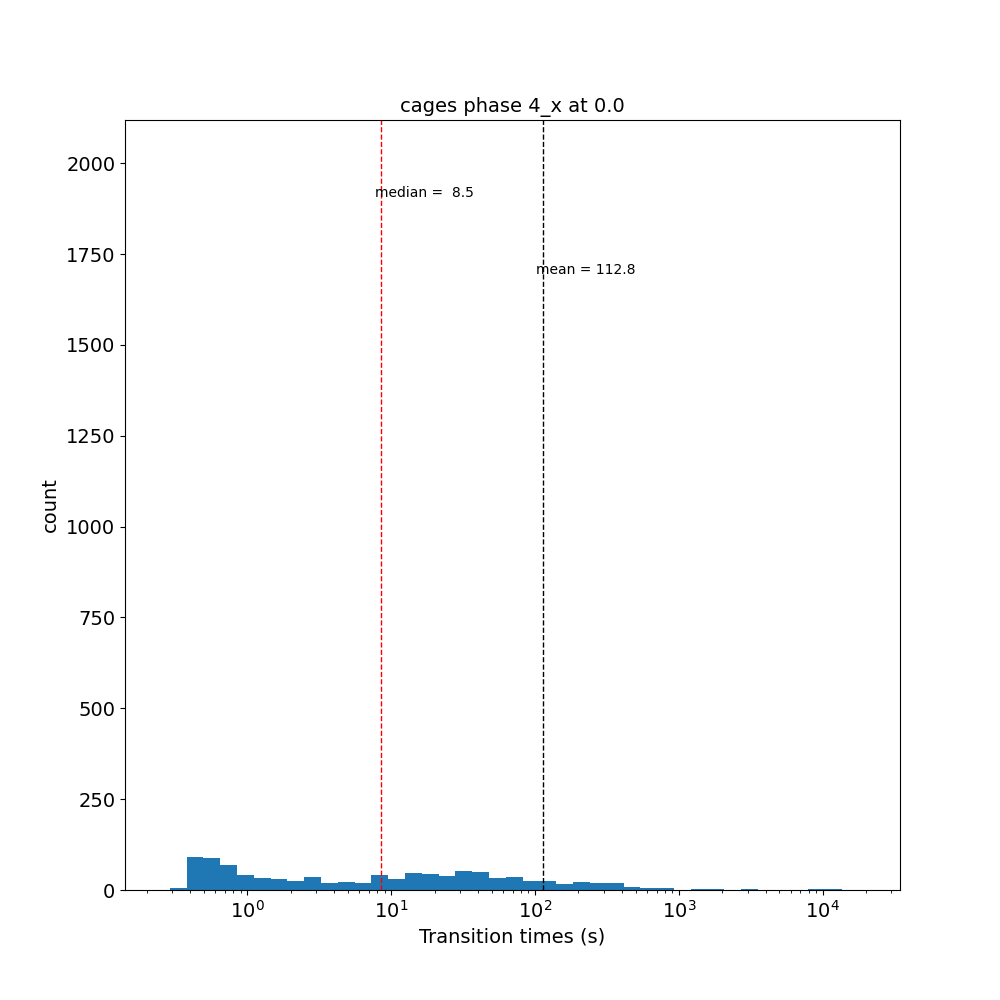 cages phase 4_x at 0.0
2000
1750
1500
1250
1000
750
500
250
0
median =  8.5
mean = 112.8
count
10⁰ 10¹ 10² 10³ 10⁴
Transition times (s)